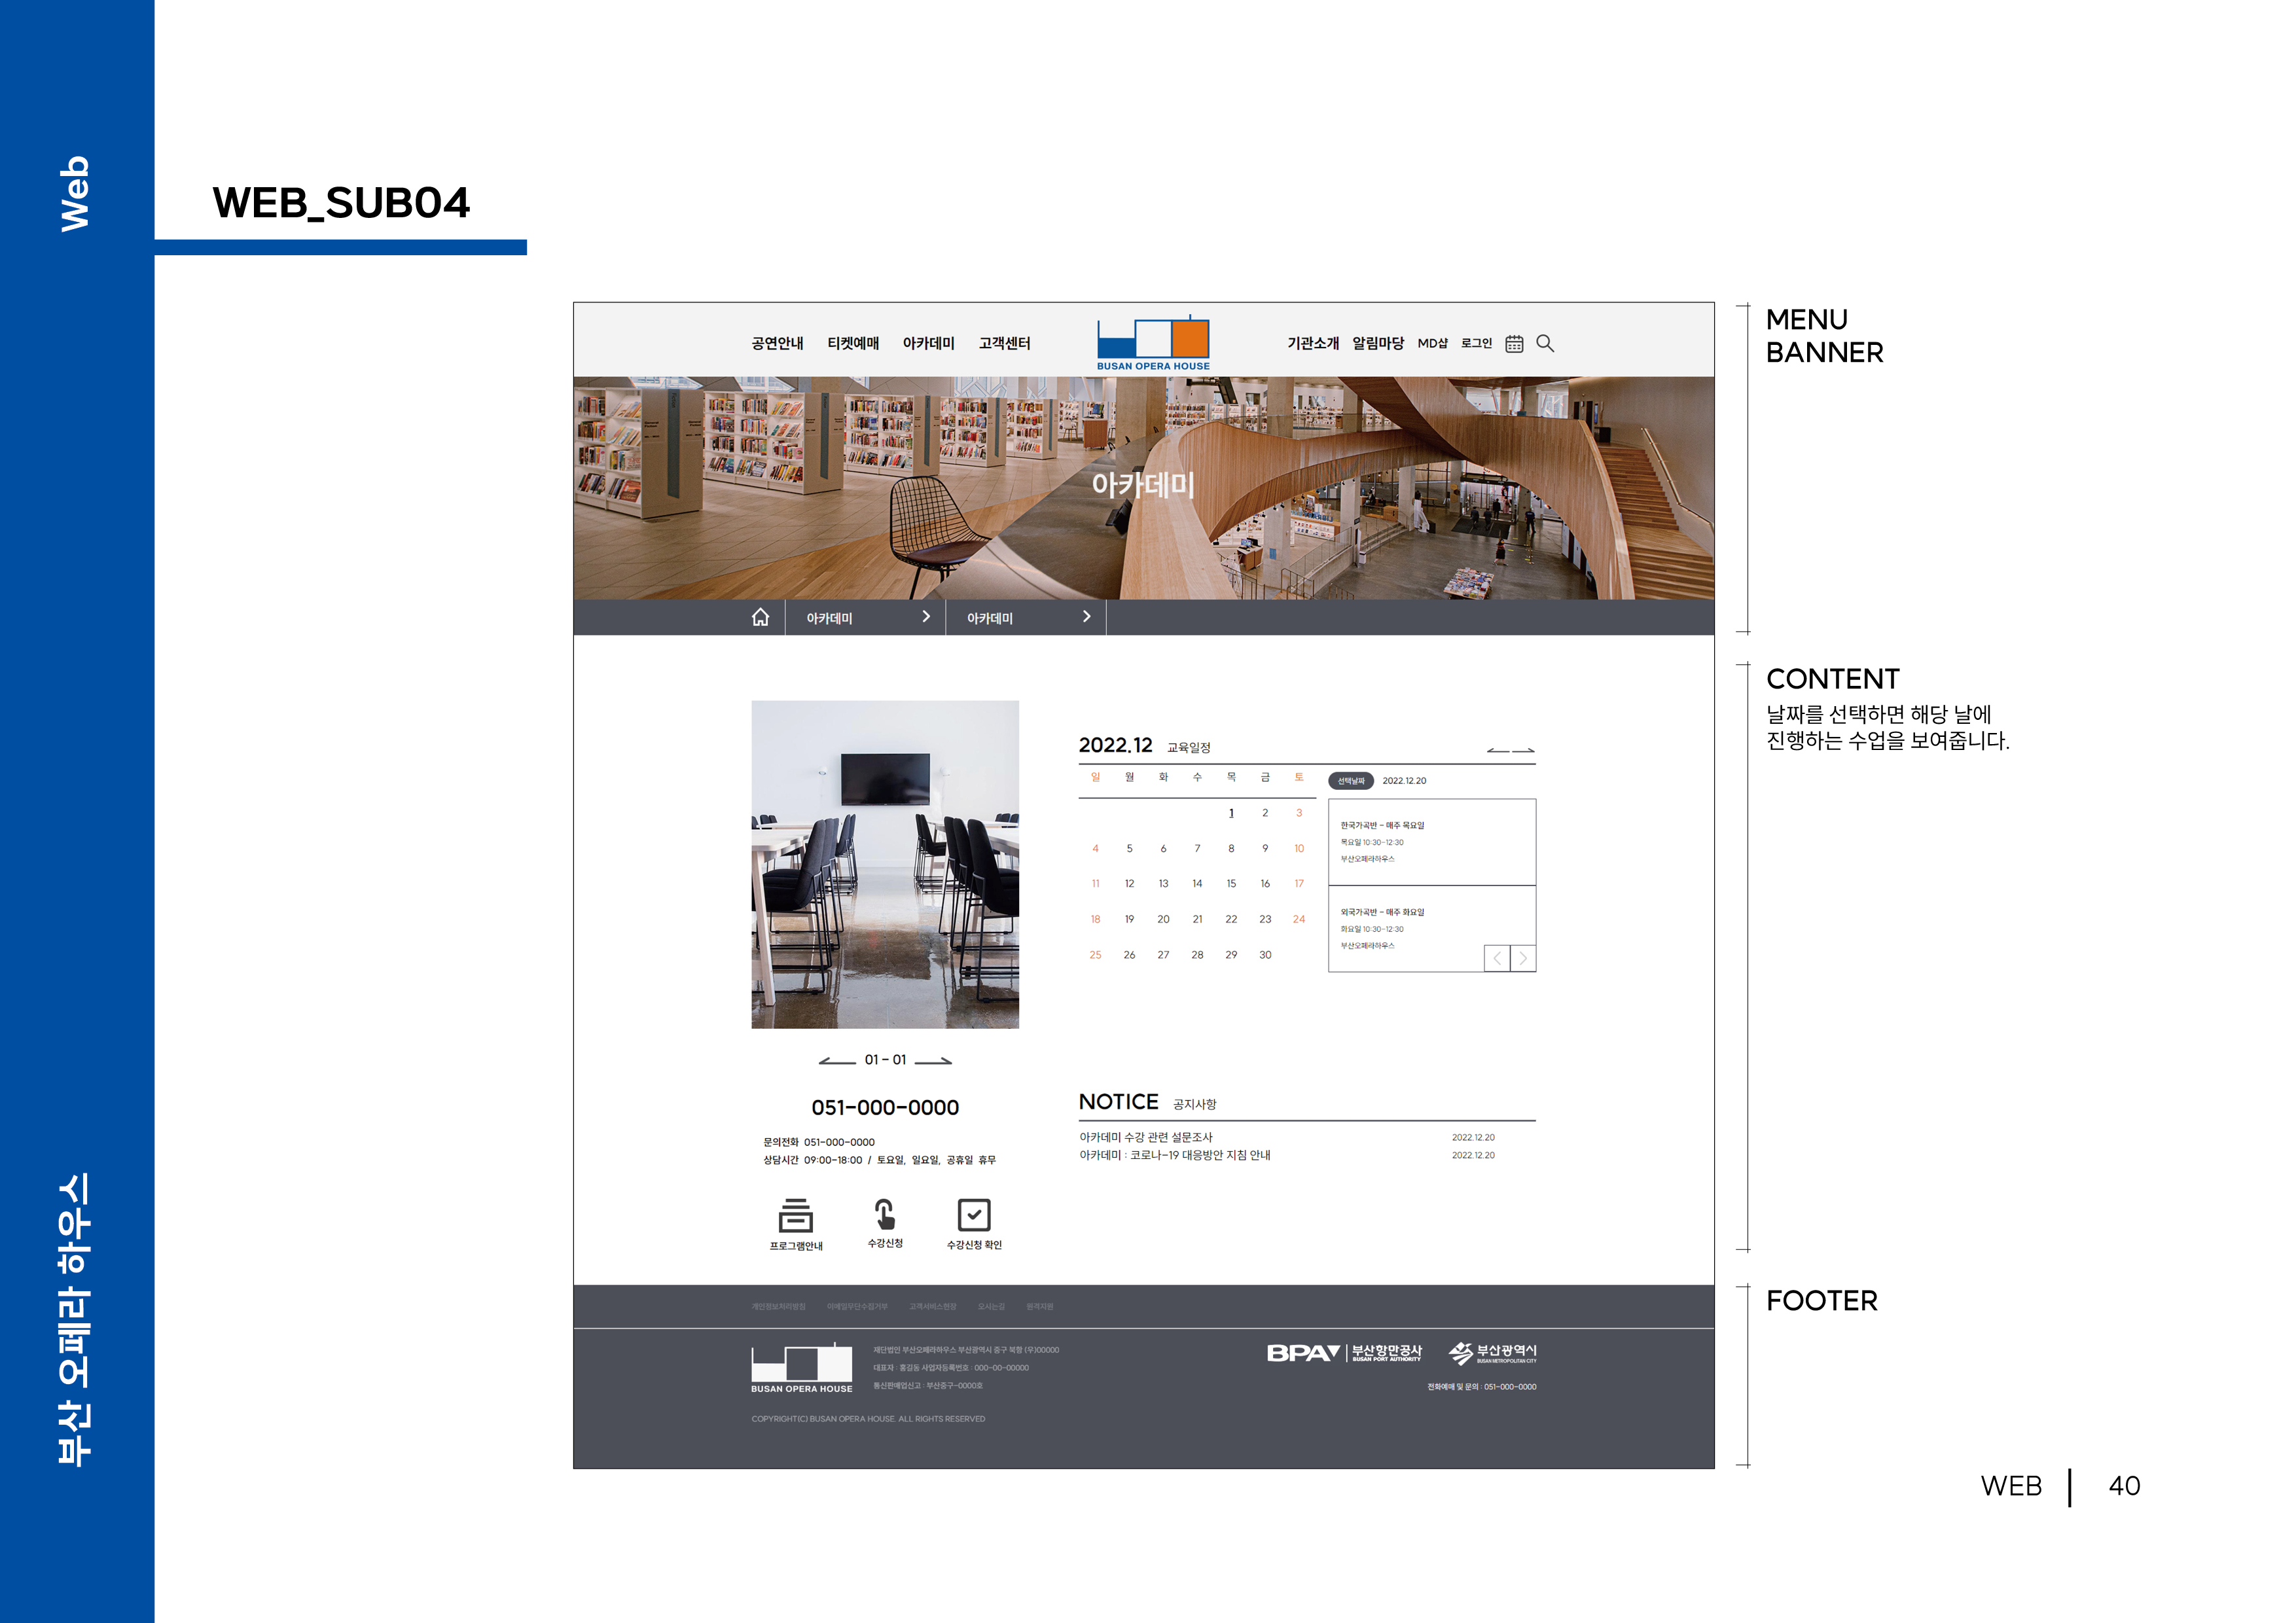 Web
부산 오페라 하우스
WEB_SUB04
공연안내 티켓예매 아카데미 고객센터
BUSAN OPERA HOUSE
기관소개 알림마당 MD샵 로그인
아카데미
아카데미
아카데미
2022.12 교육일정
일 월 화 수 목 금 토
1 2 3
4 5 6 7 8 9 10
11 12 13 14 15 16 17
18 19 20 21 22 23 24
25 26 27 28 29 30
선택날짜 2022.12.20
한국가곡반 - 매주 목요일
목요일 10:30-12:30
부산오페라하우스
외국가곡반 - 매주 화요일
화요일 10:30-12:30
부산오페라하우스
01 - 01
051-000-0000
문의전화 051-000-0000
상담시간 09:00-18:00 / 토요일, 일요일, 공휴일 휴무
프로그램안내
수강신청
수강신청 확인
NOTICE 공지사항
아카데미 수강 관련 설문조사 2022.12.20
아카데미 : 코로나-19 대응방안 지침 안내 2022.12.20
개인정보처리방침 이메일무단수집거부 고객서비스헌장 오시는길 원격지원
BUSAN OPERA HOUSE
재단법인 부산오페라하우스 부산광역시 중구 북항 (우)00000
대표자 : 홍길동 사업자등록번호 : 000-00-00000
통신판매업신고 : 부산중구-0000호
COPYRIGHT(C) BUSAN OPERA HOUSE. ALL RIGHTS RESERVED
BPA 부산항만공사
BUSAN PORT AUTHORITY
부산광역시
BUSAN METROPOLITAN CITY
전화예매 및 문의 : 051-000-0000
MENU
BANNER
CONTENT
날짜를 선택하면 해당 날에
진행하는 수업을 보여줍니다.
FOOTER
WEB 40